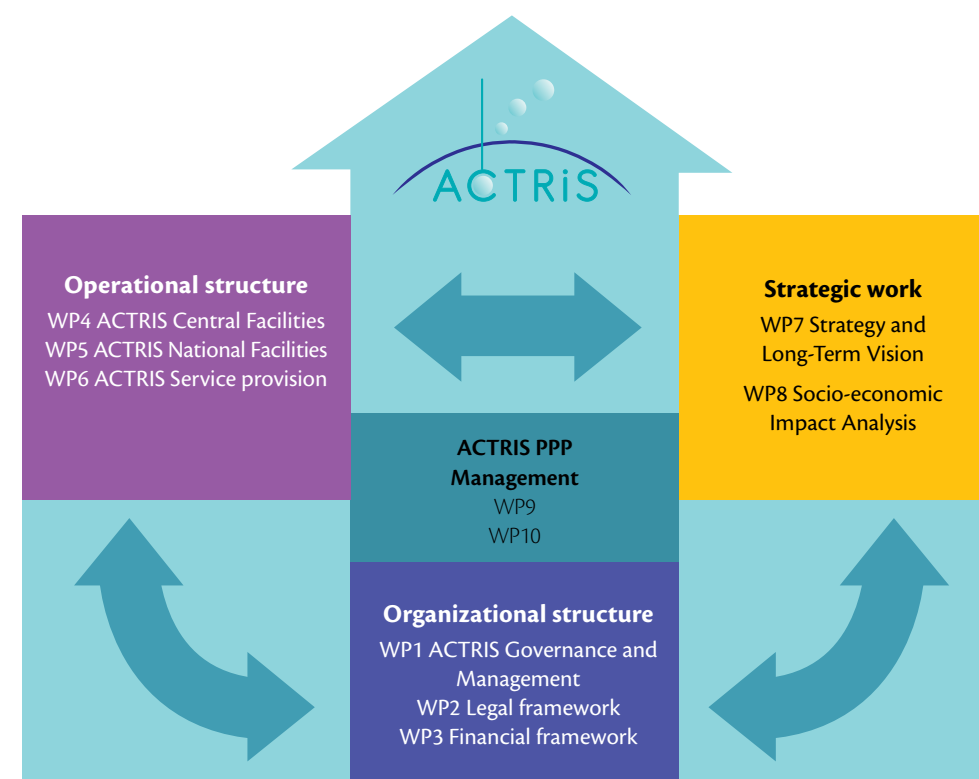 ACTRiS
Operational structure
WP4 ACTRIS Central Facilities
WP5 ACTRIS National Facilities
WP6 ACTRIS Service provision
Strategic work
WP7 Strategy and
Long-Term Vision
WP8 Socio-economic
Impact Analysis
ACTRIS PPP
Management
WP9
WP10
Organizational structure
WP1 ACTRIS Governance and
Management
WP2 Legal framework
WP3 Financial framework